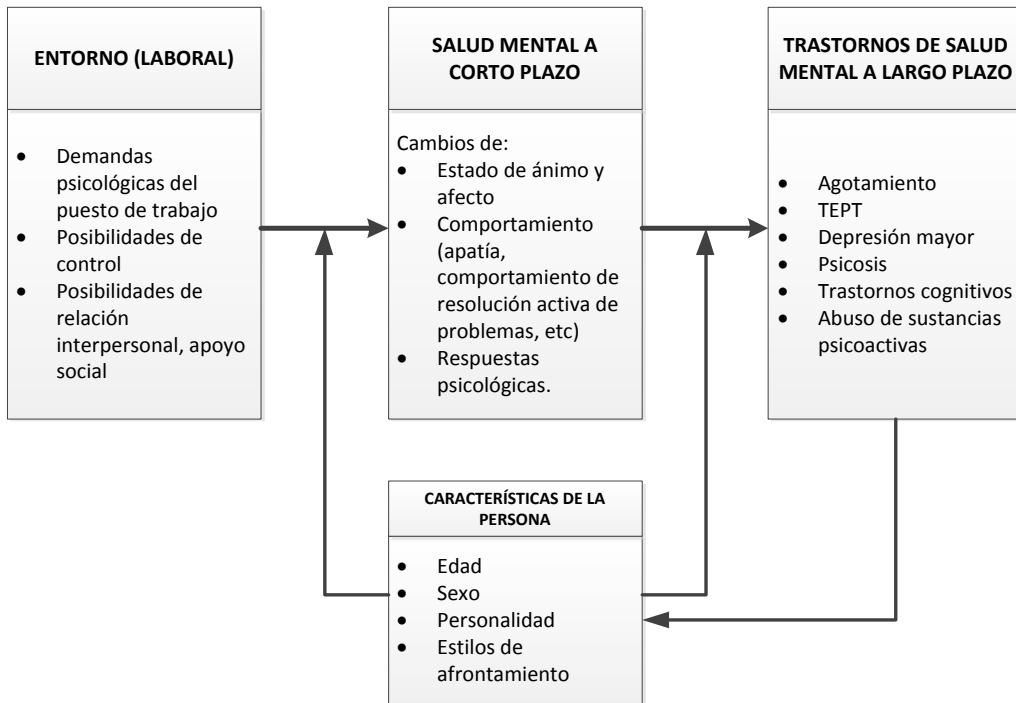 ENTORNO (LABORAL)
• Demandas
psicológicas del
puesto de trabajo
• Posibilidades de
control
• Posibilidades de
relación
interpersonal, apoyo
social
SALUD MENTAL A
CORTO PLAZO
Cambios de:
• Estado de ánimo y
afecto
• Comportamiento
(apatía,
comportamiento de
resolución activa de
problemas, etc)
• Respuestas
psicológicas.
TRASTORNOS DE SALUD
MENTAL A LARGO PLAZO
• Agotamiento
• TEPT
• Depresión mayor
• Psicosis
• Trastornos cognitivos
• Abuso de sustancias
psicoactivas
CARACTERÍSTICAS DE LA
PERSONA
• Edad
• Sexo
• Personalidad
• Estilos de
afrontamiento